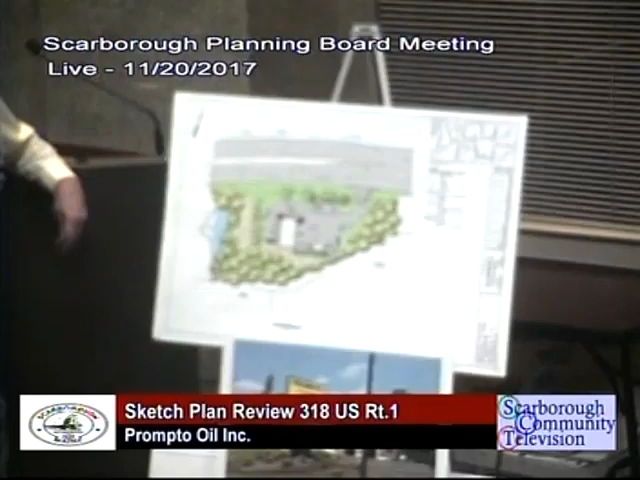 Scarborough Planning Board Meeting
Live - 11/20/2017
Sketch Plan Review 318 US Rt.1
Prompto Oil Inc.
Scarborough
Community
Television